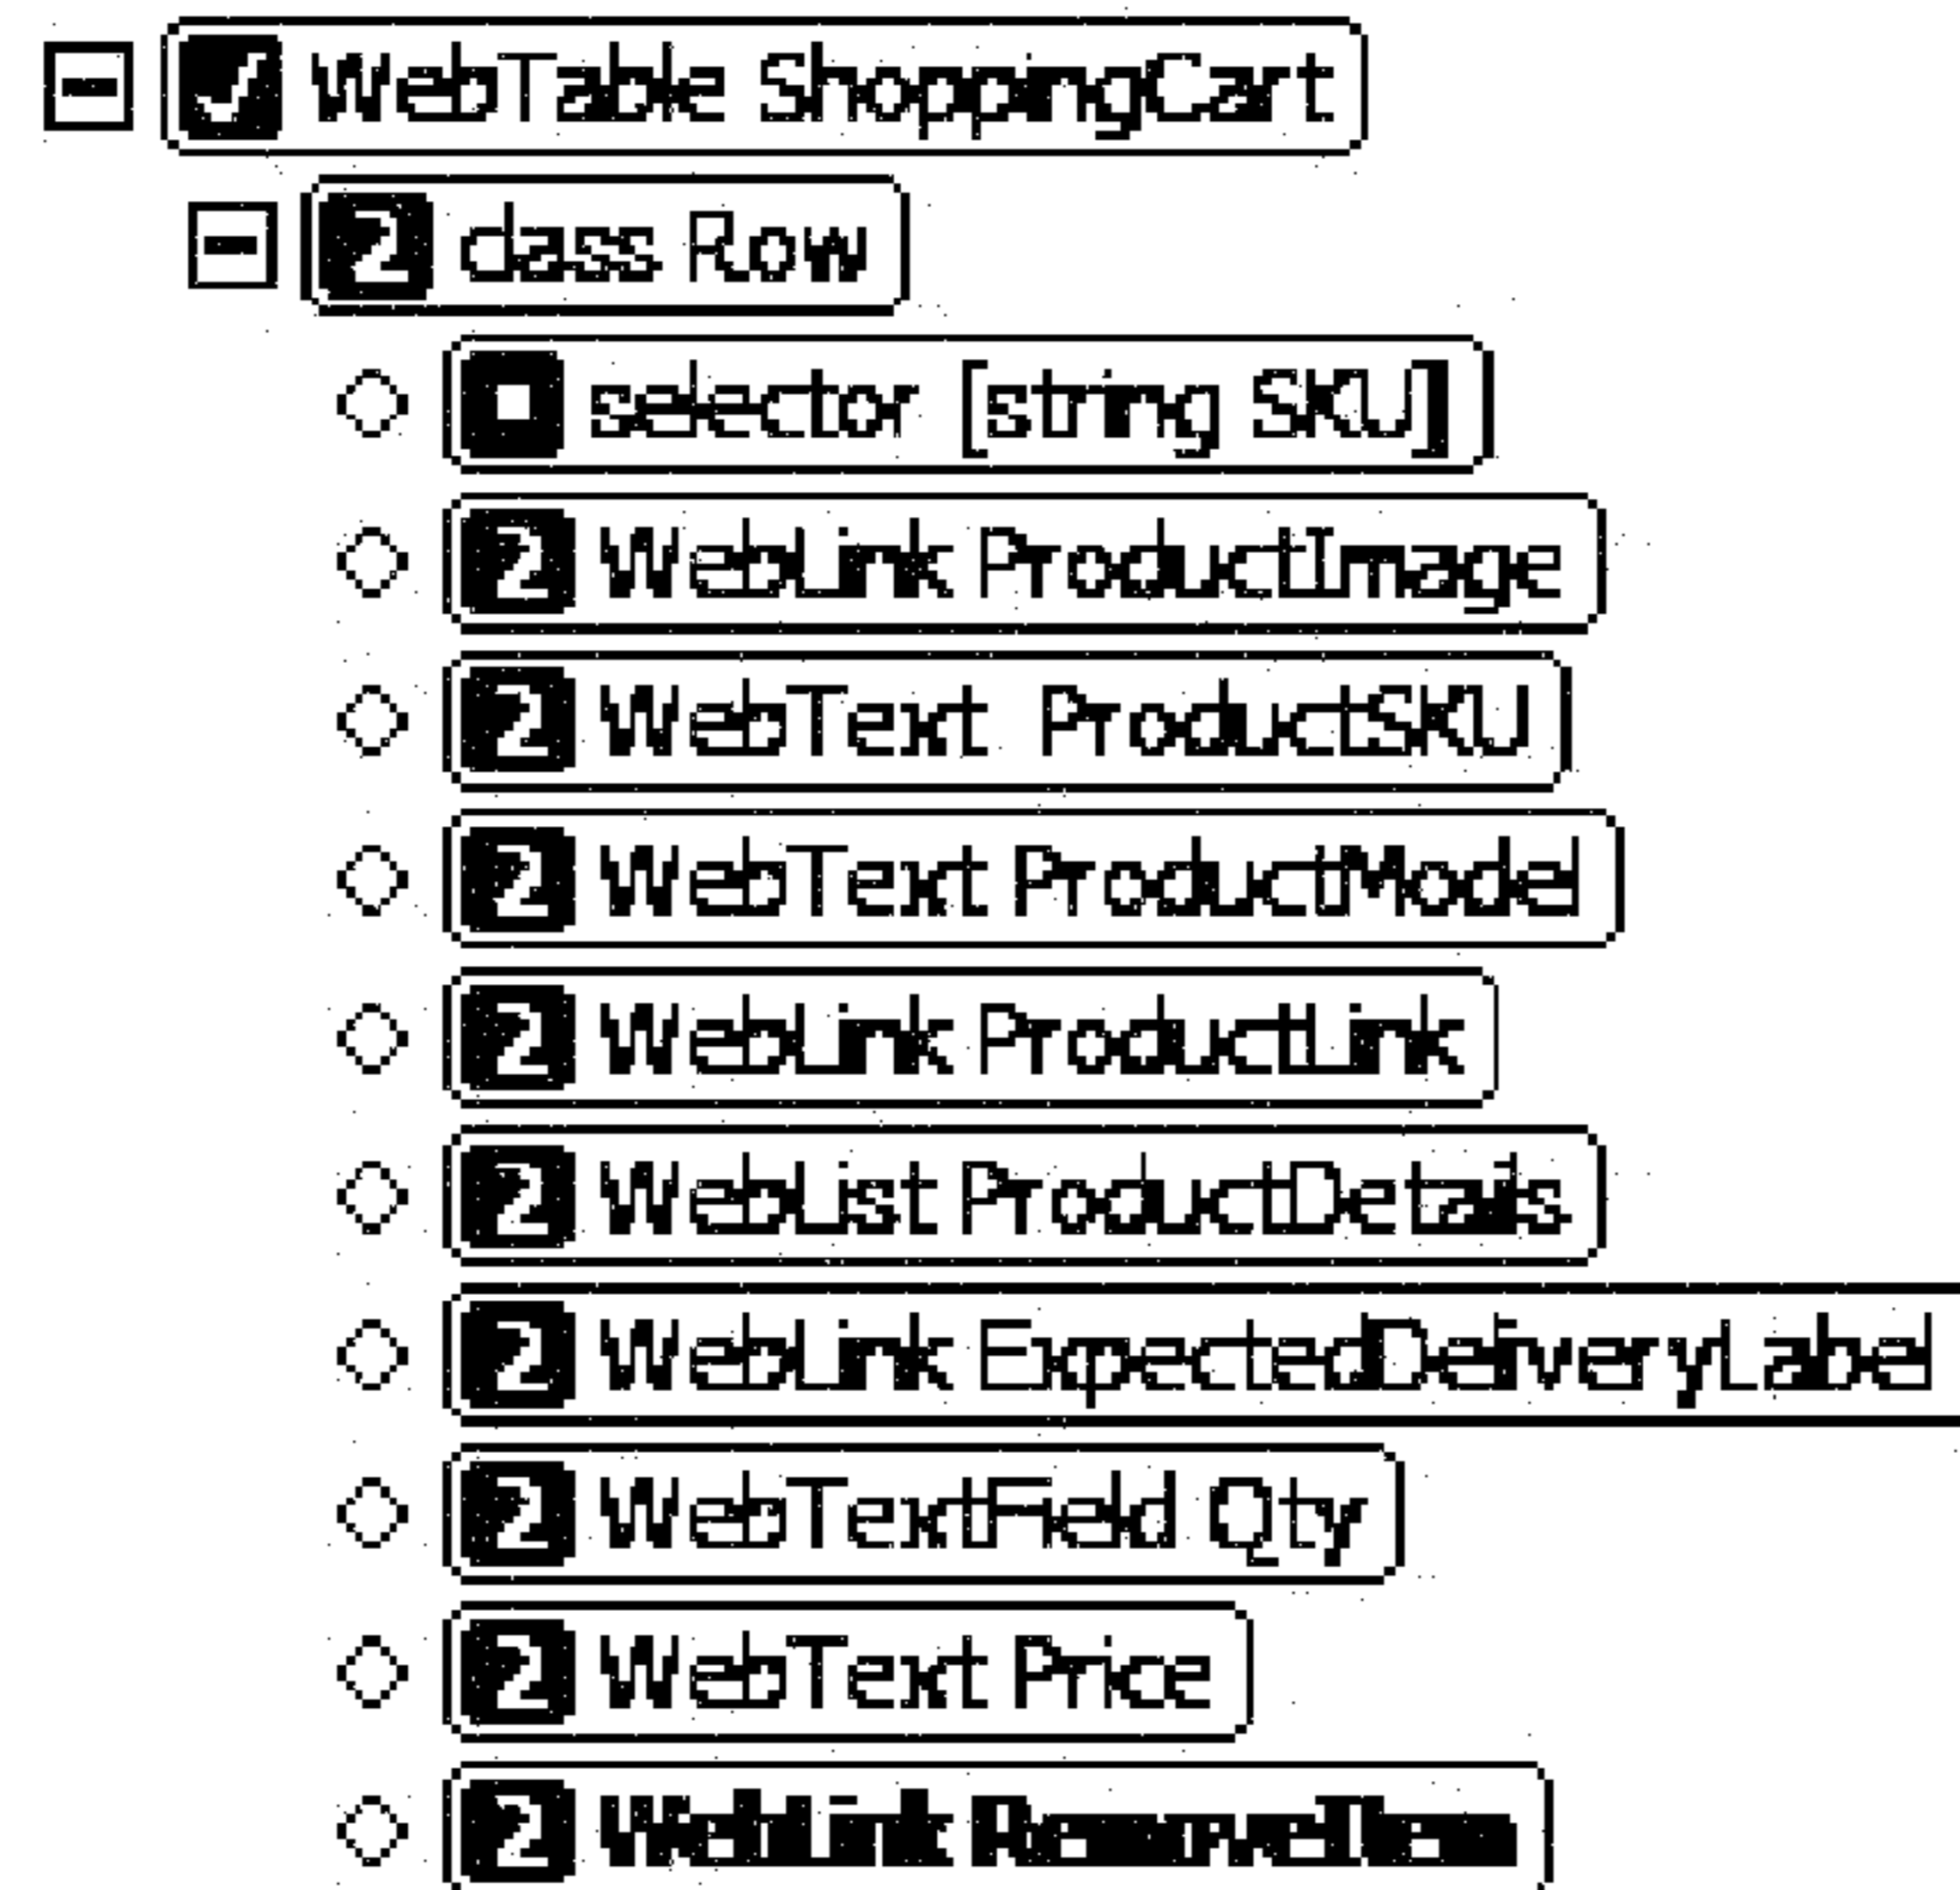 WebTable ShoppingCart
class Row
selector [string SKU]
WebLink ProductImage
WebText ProductSKU
WebText ProductModel
WebLink ProductLink
WebList ProductDetails
WebLink ExpectedDeliveryLabel
WebTextField Qty
WebText Price
WebLink RemoveItem